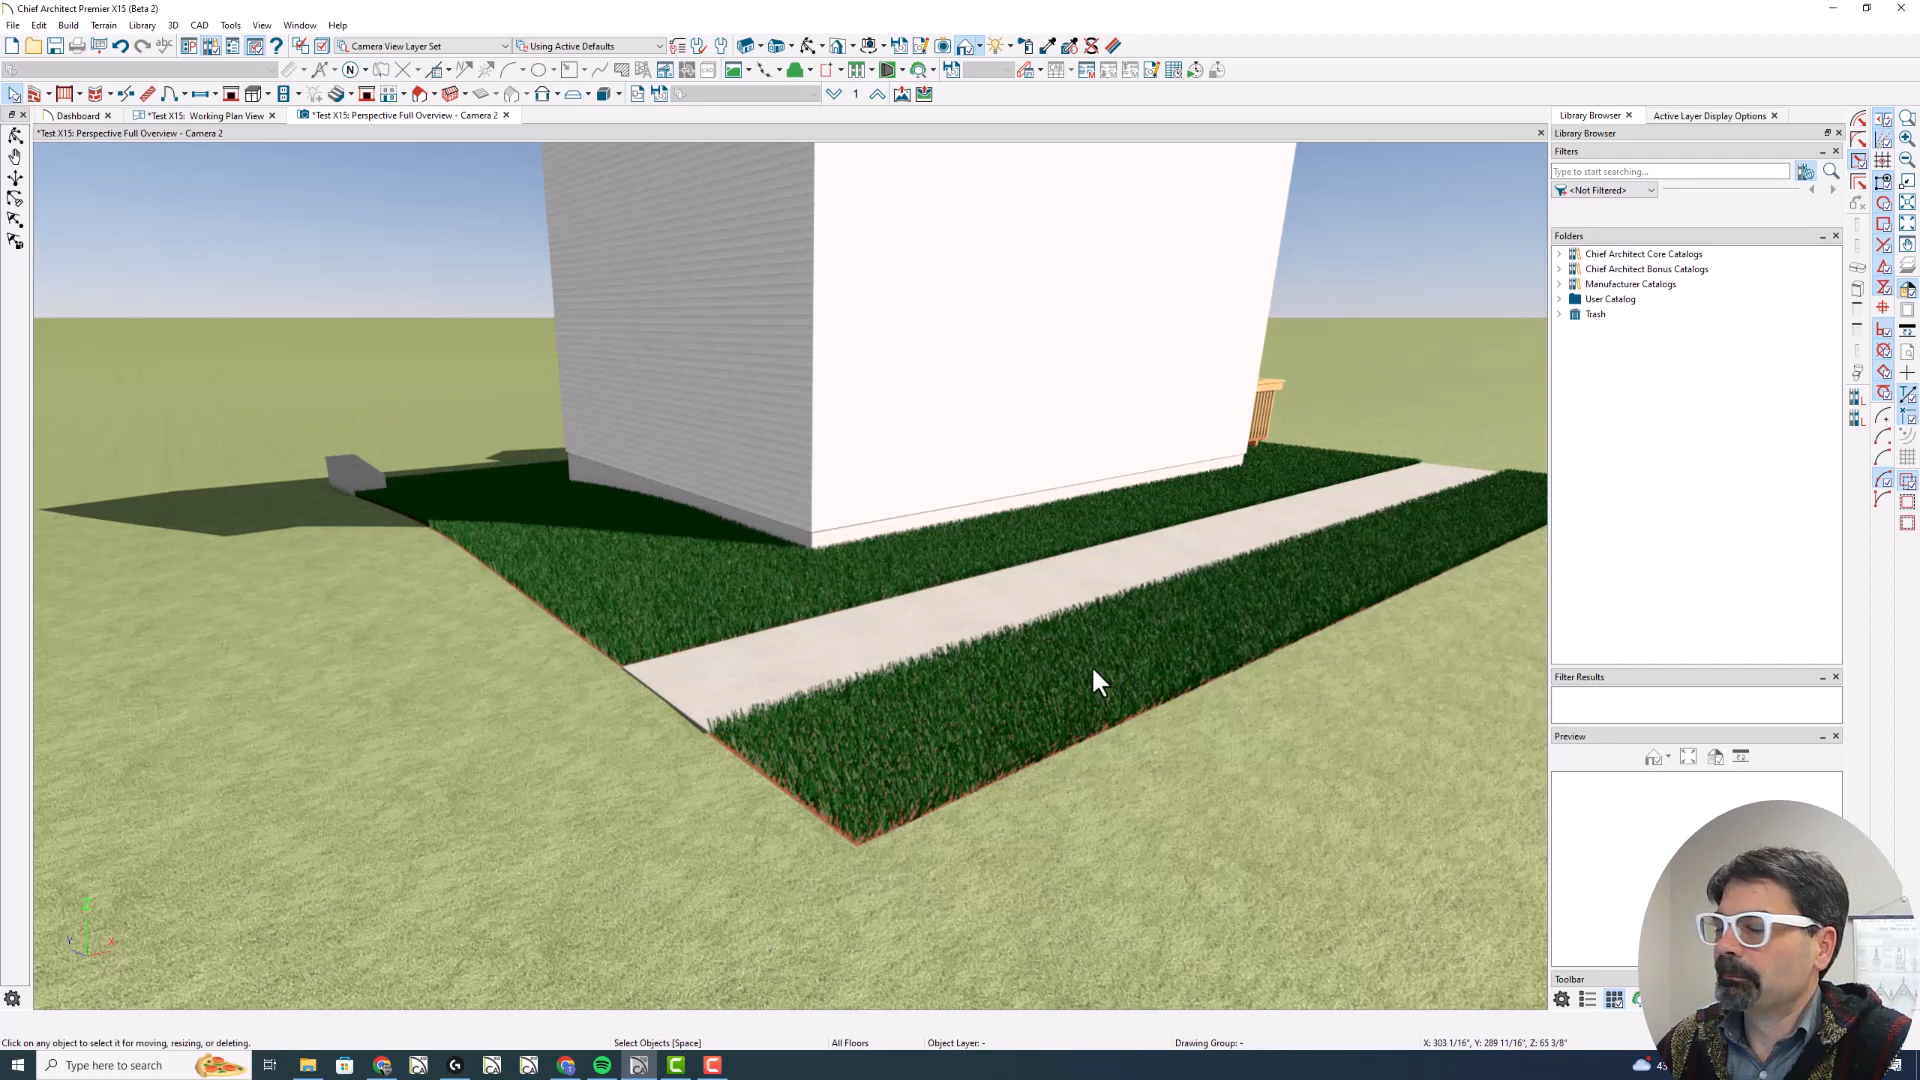 Chief Architect Premier X15 (Beta 2)
File Edit Build Terrain Library 3D CAD Tools View Window Help
Camera View Layer Set
Using Active Defaults
1
Dashboard
*Test X15: Working Plan View
*Test X15: Perspective Full Overview - Camera 2
*Test X15: Perspective Full Overview - Camera 2
Library Browser
Active Layer Display Options
Library Browser
Filters
Type to start searching...
<Not Filtered>
Folders
Chief Architect Core Catalogs
Chief Architect Bonus Catalogs
Manufacturer Catalogs
User Catalog
Trash
Filter Results
Preview
Toolbar
Z
Y
X
Click on any object to select it for moving, resizing, or deleting.
Select Objects [Space]
All Floors
Object Layer: -
Drawing Group: -
X: 303 1/16", Y: 289 11/16", Z: 65 3/8"
Type here to search